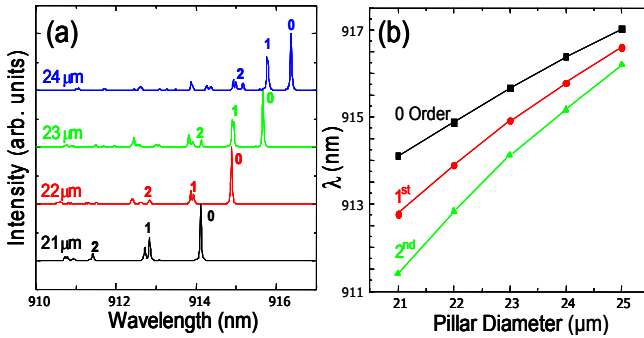 (a)
0
1
2
24 μm
0
23 μm
1
2
0
22 μm
2
1
0
21 μm
2
1
910
912
914
916
Wavelength (nm)
Intensity (arb. units)
(b)
917
915
913
911
λ (nm)
0 Order
1st
2nd
21
22
23
24
25
Pillar Diameter (μm)